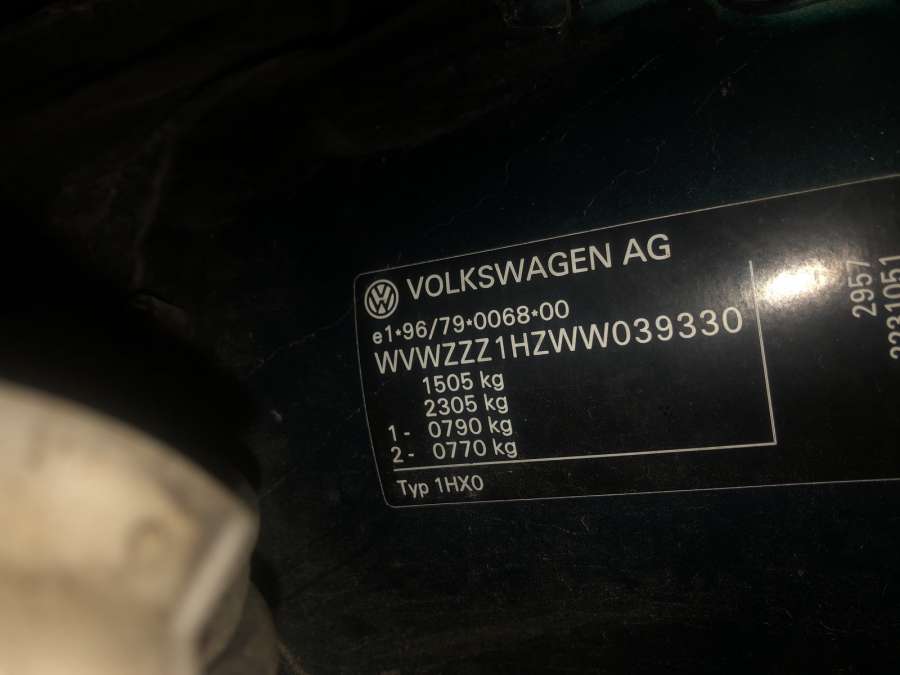 VOLKSWAGEN AG
e1*96/79*0068*00
WVWZZZ1HZWW039330
1505 kg
2305 kg
1- 0790 kg
2- 0770 kg
Typ 1HX0
2957
2231051